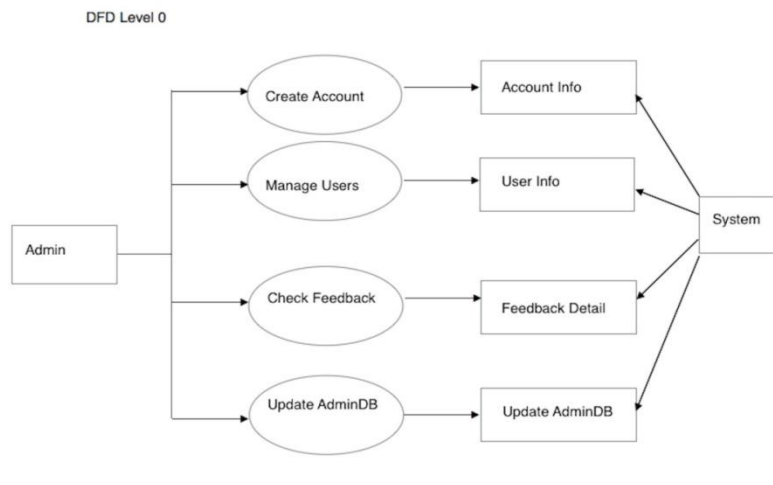 DFD Level 0
Create Account
Account Info
Manage Users
User Info
System
Admin
Check Feedback
Feedback Detail
Update AdminDB
Update AdminDB